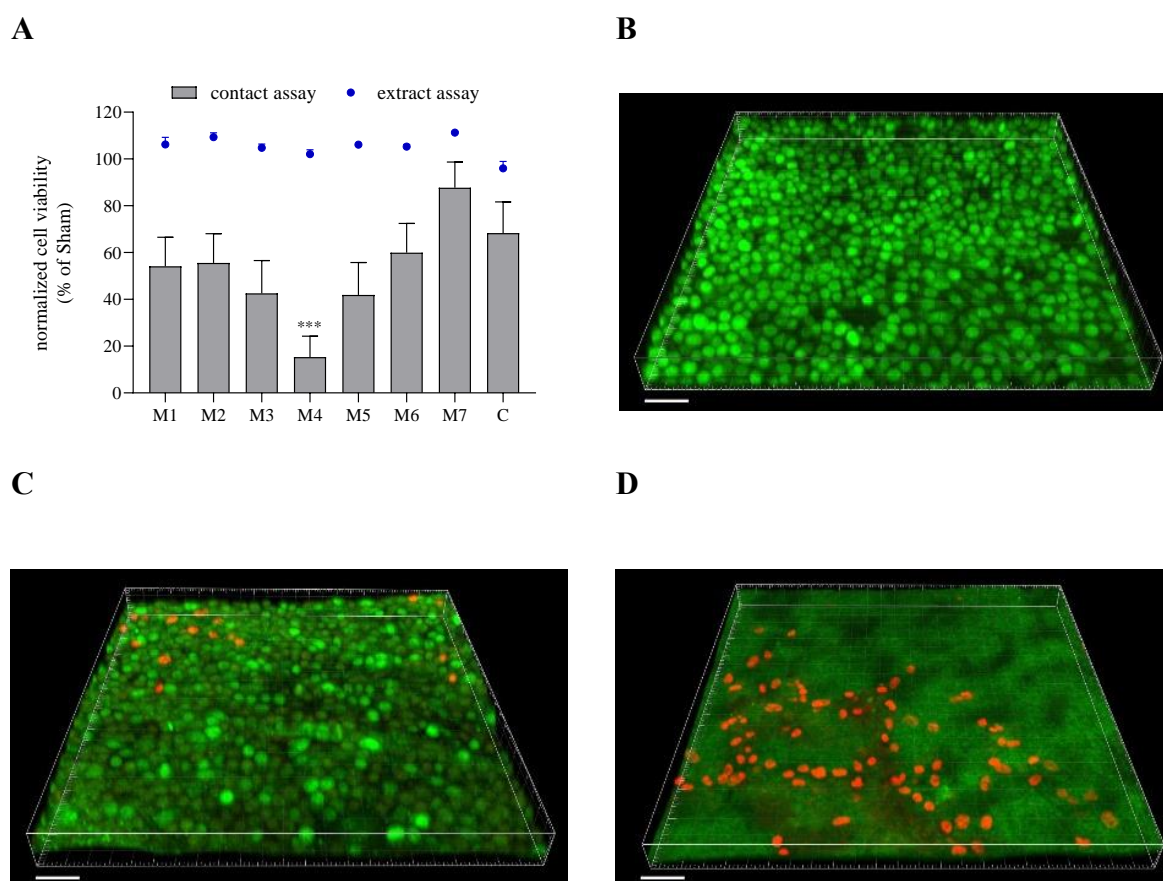 A
B
contact assay extract assay
120
100
80
60
40
20
0
normalized cell viability
(% of Sham)
***
M1 M2 M3 M4 M5 M6 M7 C
C
D